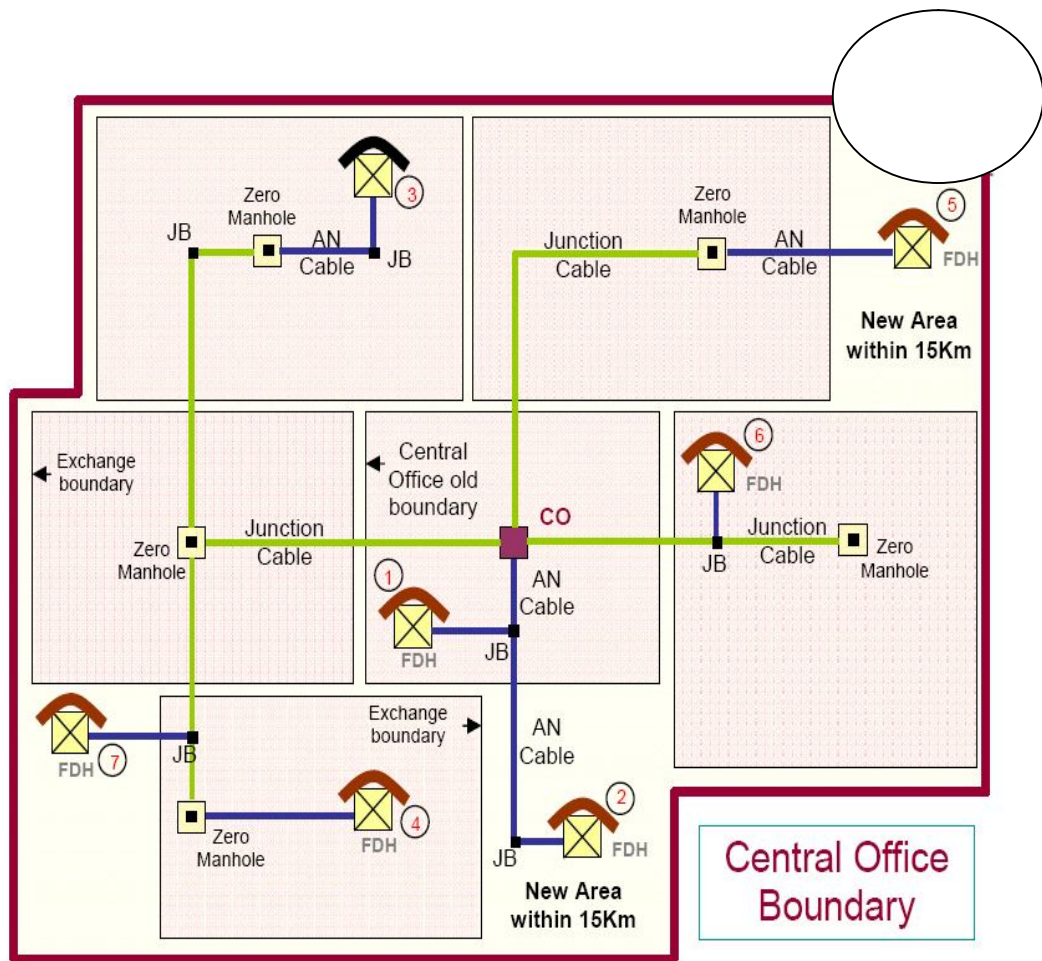 3
Zero
Manhole
JB
AN
Cable
JB
5
Zero
Manhole
Junction
Cable
AN
Cable
FDH
New Area
within 15Km
Exchange
boundary
Central
Office old
boundary
6
FDH
CO
Junction
Cable
Zero
Manhole
Junction
Cable
JB
Zero
Manhole
1
AN
Cable
FDH
JB
Exchange
boundary
AN
Cable
JB
FDH
7
2
4
Zero
Manhole
FDH
JB
FDH
New Area
within 15Km
Central Office
Boundary